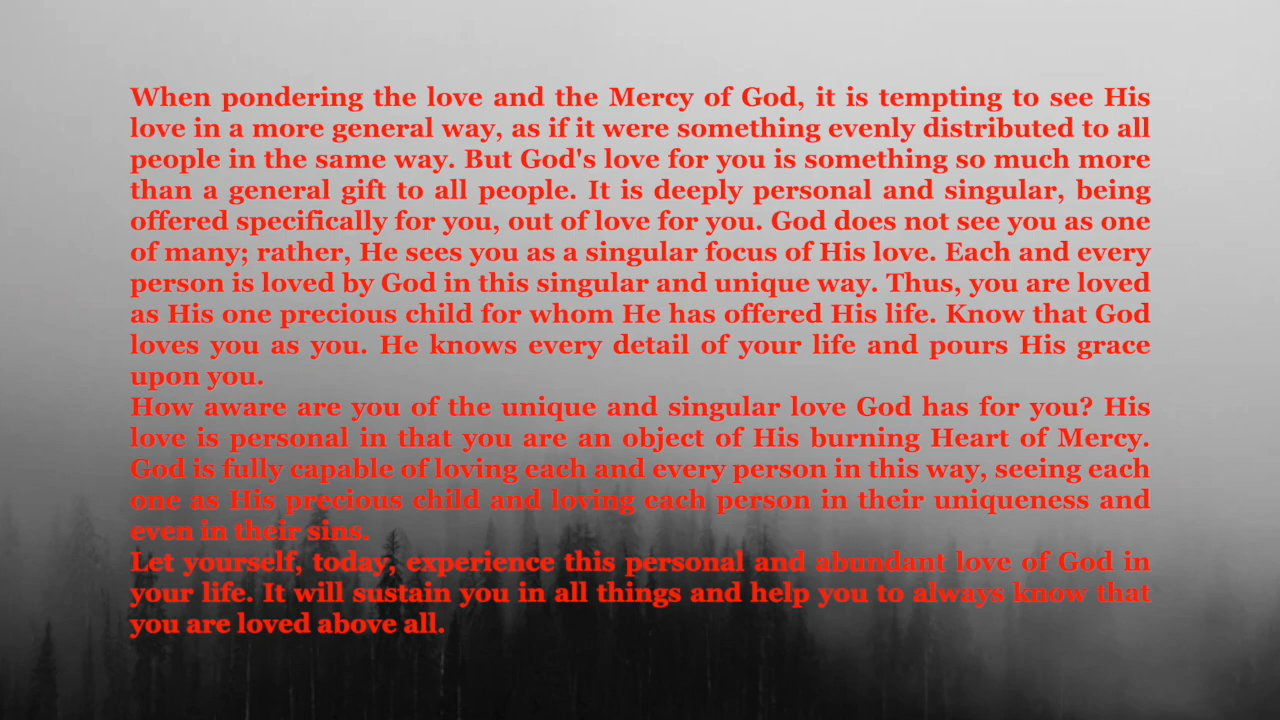 When pondering the love and the Mercy of God, it is tempting to see His
love in a more general way, as if it were something evenly distributed to all
people in the same way. But God's love for you is something so much more
than a general gift to all people. It is deeply personal and singular, being
offered specifically for you, out of love for you. God does not see you as one
of many; rather, He sees you as a singular focus of His love. Each and every
person is loved by God in this singular and unique way. Thus, you are loved
as His one precious child for whom He has offered His life. Know that God
loves you as you. He knows every detail of your life and pours His grace
upon you.
How aware are you of the unique and singular love God has for you? His
love is personal in that you are an object of His burning Heart of Mercy.
God is fully capable of loving each and every person in this way, seeing each
one as His precious child and loving each person in their uniqueness and
even in their sins.
Let yourself, today, experience this personal and abundant love of God in
your life. It will sustain you in all things and help you to always know that
you are loved above all.